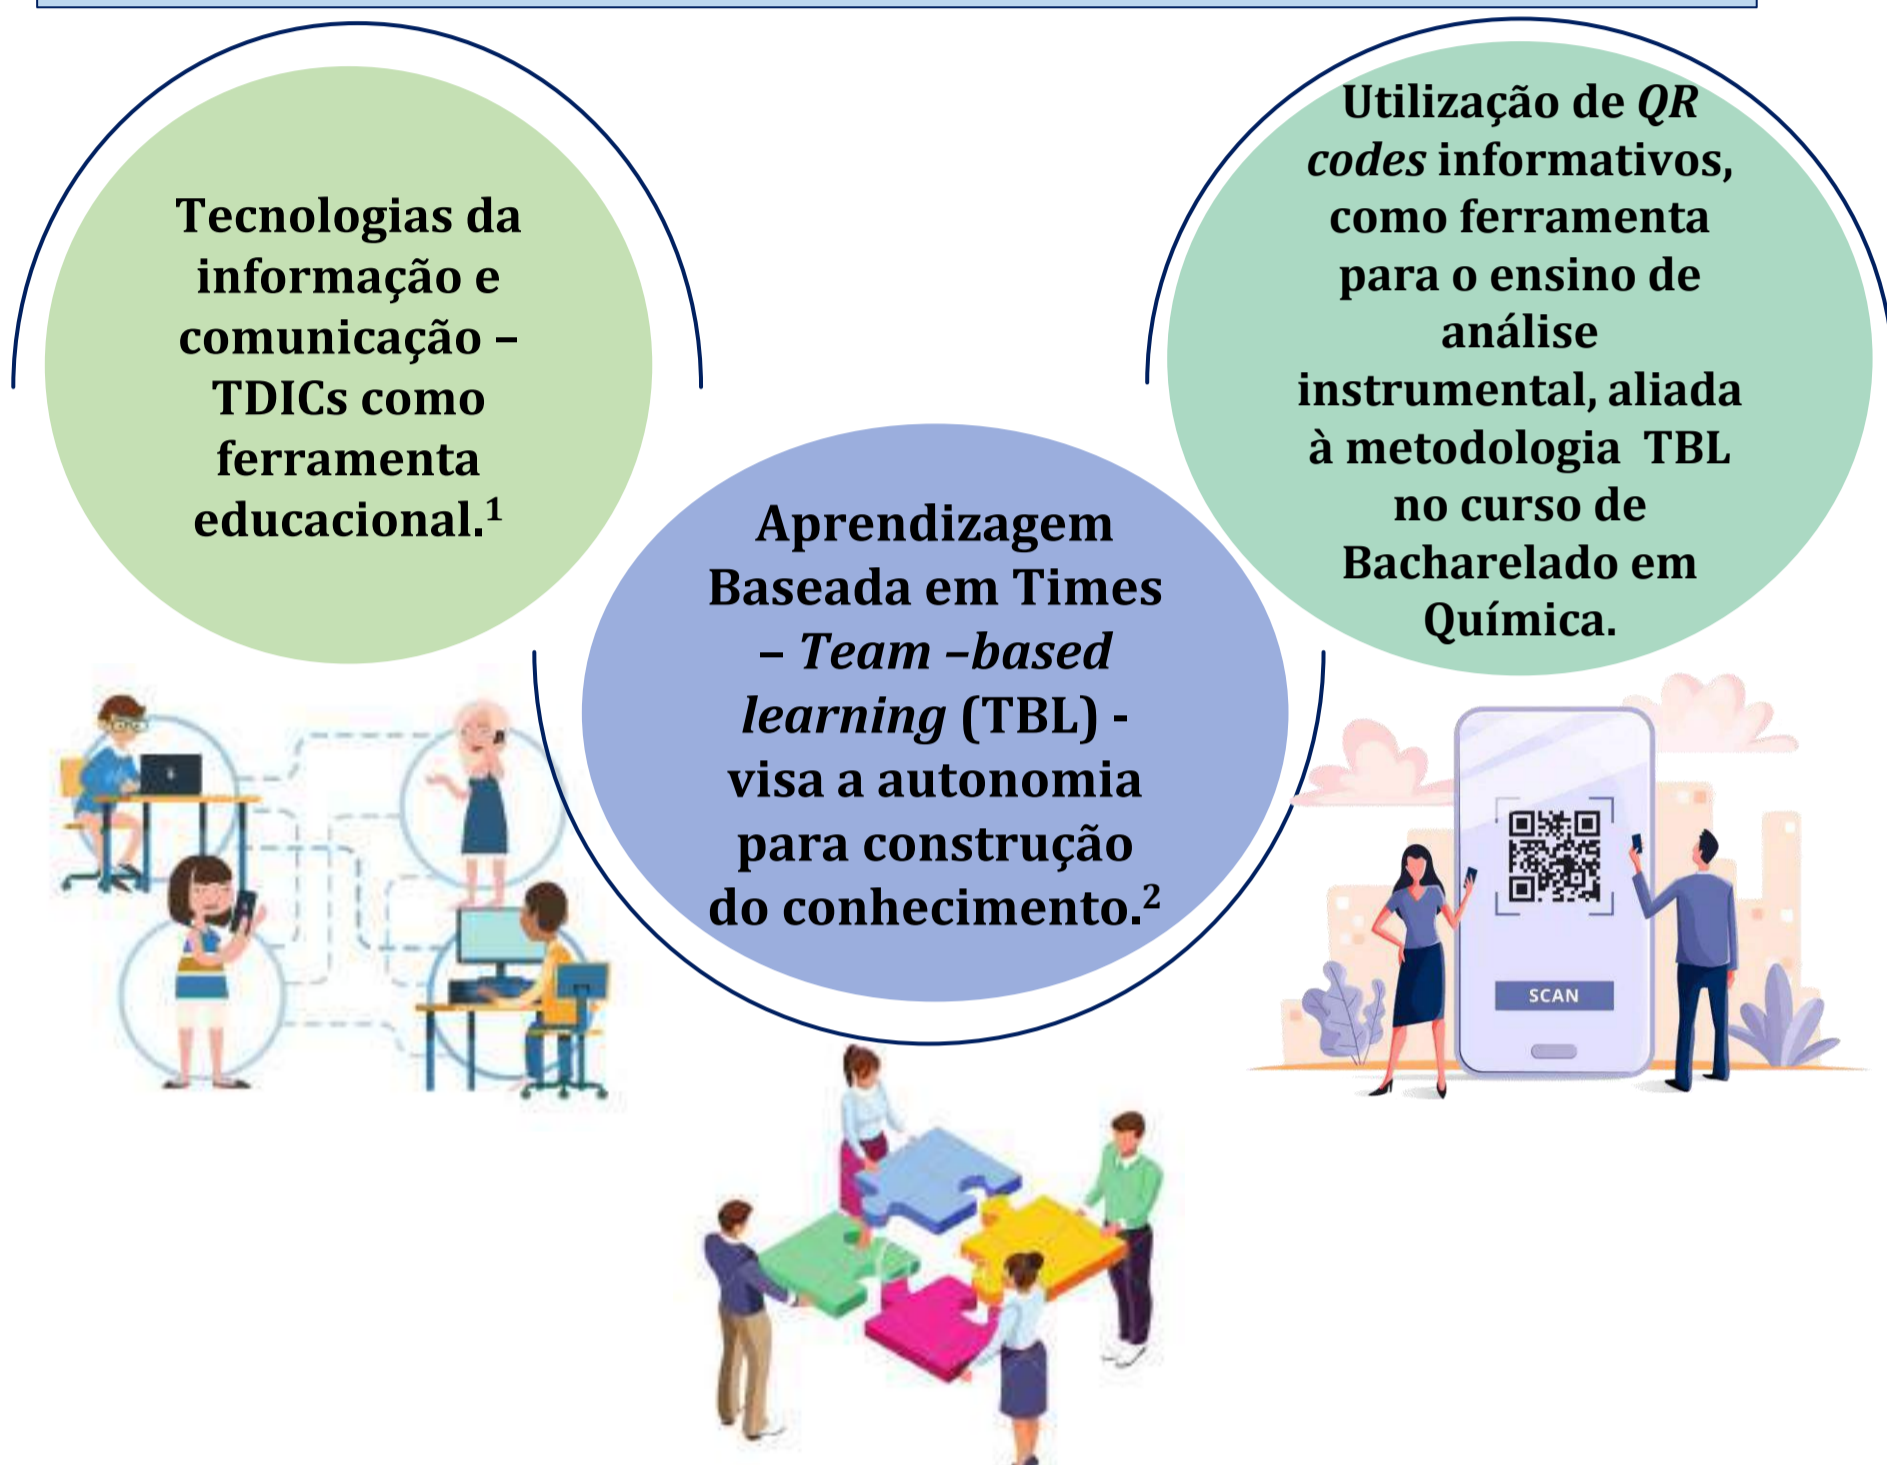 Tecnologias da
informação e
comunicação –
TDICs como
ferramenta
educacional.¹
Aprendizagem
Baseada em Times
– Team –based
learning (TBL) -
visa a autonomia
para construção
do conhecimento.²
Utilização de QR
codes informativos,
como ferramenta
para o ensino de
análise
instrumental, aliada
à metodologia  TBL
no curso de
Bacharelado em
Química.
SCAN